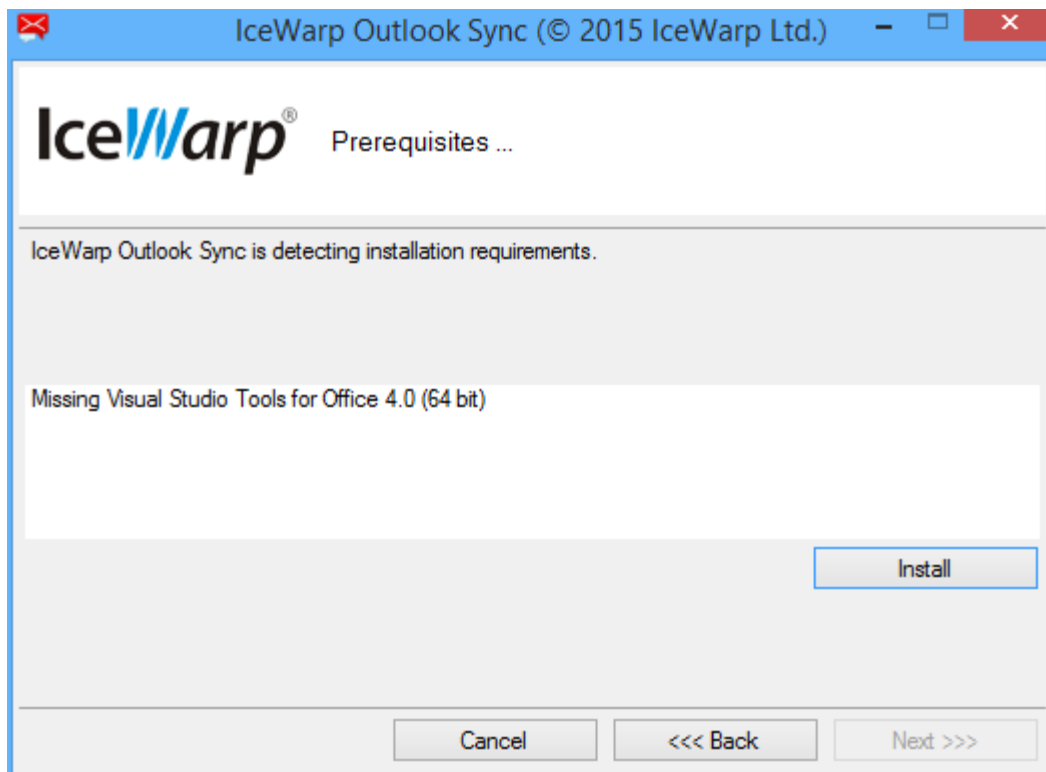 IceWarp Outlook Sync (© 2015 IceWarp Ltd.)
IceWarp® Prerequisites ...
IceWarp Outlook Sync is detecting installation requirements.
Missing Visual Studio Tools for Office 4.0 (64 bit)
Install
Cancel <<< Back Next >>>